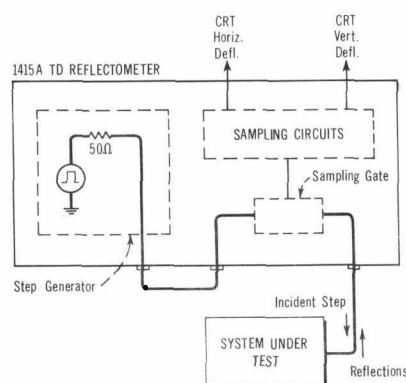 CRT
Horiz.
Defl.
CRT
Vert.
Defl.
1415A TD REFLECTOMETER
50Ω
SAMPLING CIRCUITS
Sampling Gate
Step Generator
Incident Step
SYSTEM UNDER
TEST
Reflections